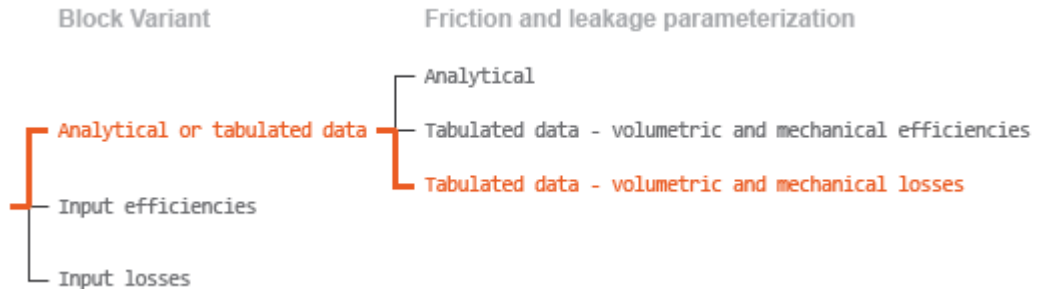 Block Variant
Friction and leakage parameterization
Analytical
Analytical or tabulated data
Tabulated data - volumetric and mechanical efficiencies
Tabulated data - volumetric and mechanical losses
Input efficiencies
Input losses